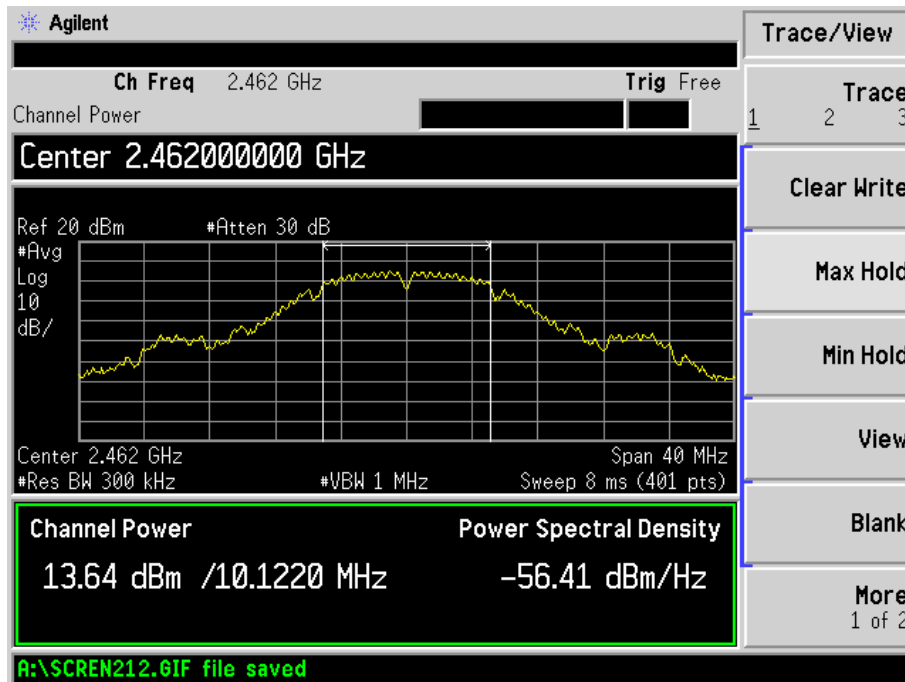 Agilent
Trace/View
Ch Freq 2.462 GHz Trig Free
Channel Power
Trace
1 2 3
Center 2.462000000 GHz
Clear Write
Ref 20 dBm #Atten 30 dB
#Avg
Log
10
dB/
Max Hold
Min Hold
View
Center 2.462 GHz Span 40 MHz
#Res BW 300 kHz #VBW 1 MHz Sweep 8 ms (401 pts)
Channel Power Power Spectral Density
13.64 dBm /10.1220 MHz -56.41 dBm/Hz
Blank
More
1 of 2
A:\SCREN212.GIF file saved